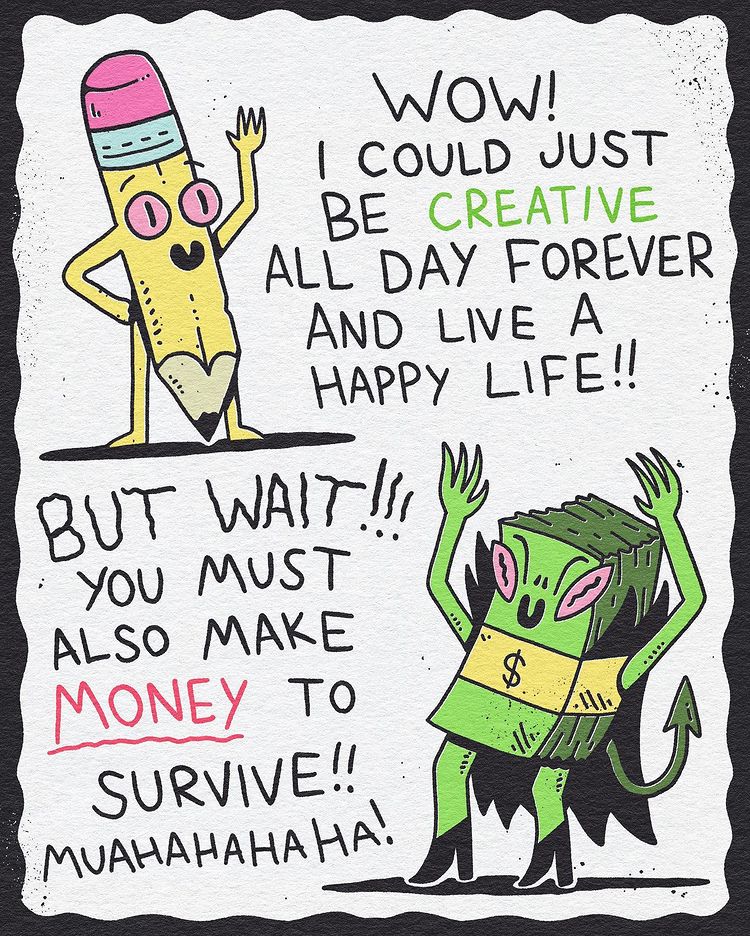 WOW!
I COULD JUST
BE CREATIVE
ALL DAY FOREVER
AND LIVE A
HAPPY LIFE!!
BUT WAIT!!!
YOU MUST
ALSO MAKE
MONEY TO
SURVIVE!!
MUAHAHAHAHA!
$